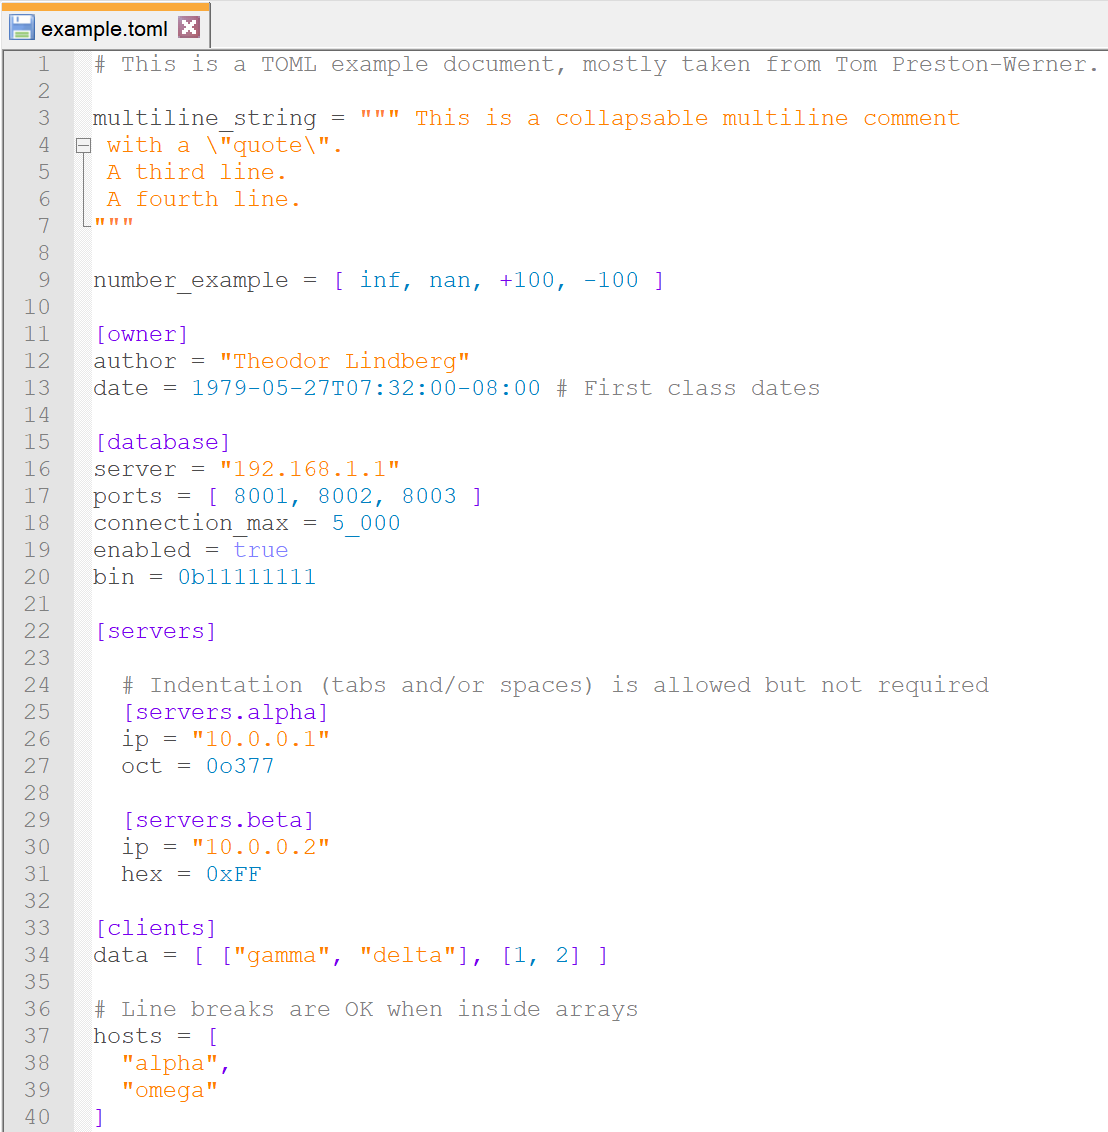 example.toml
1 # This is a TOML example document, mostly taken from Tom Preston-Werner.
2
3 multiline_string = """ This is a collapsable multiline comment
4  with a \"quote\".
5  A third line.
6  A fourth line.
7 """
8
9 number_example = [ inf, nan, +100, -100 ]
10
11 [owner]
12 author = "Theodor Lindberg"
13 date = 1979-05-27T07:32:00-08:00 # First class dates
14
15 [database]
16 server = "192.168.1.1"
17 ports = [ 8001, 8002, 8003 ]
18 connection_max = 5_000
19 enabled = true
20 bin = 0b11111111
21
22 [servers]
23
24   # Indentation (tabs and/or spaces) is allowed but not required
25   [servers.alpha]
26   ip = "10.0.0.1"
27   oct = 0o377
28
29   [servers.beta]
30   ip = "10.0.0.2"
31   hex = 0xFF
32
33 [clients]
34 data = [ ["gamma", "delta"], [1, 2] ]
35
36 # Line breaks are OK when inside arrays
37 hosts = [
38   "alpha",
39   "omega"
40 ]